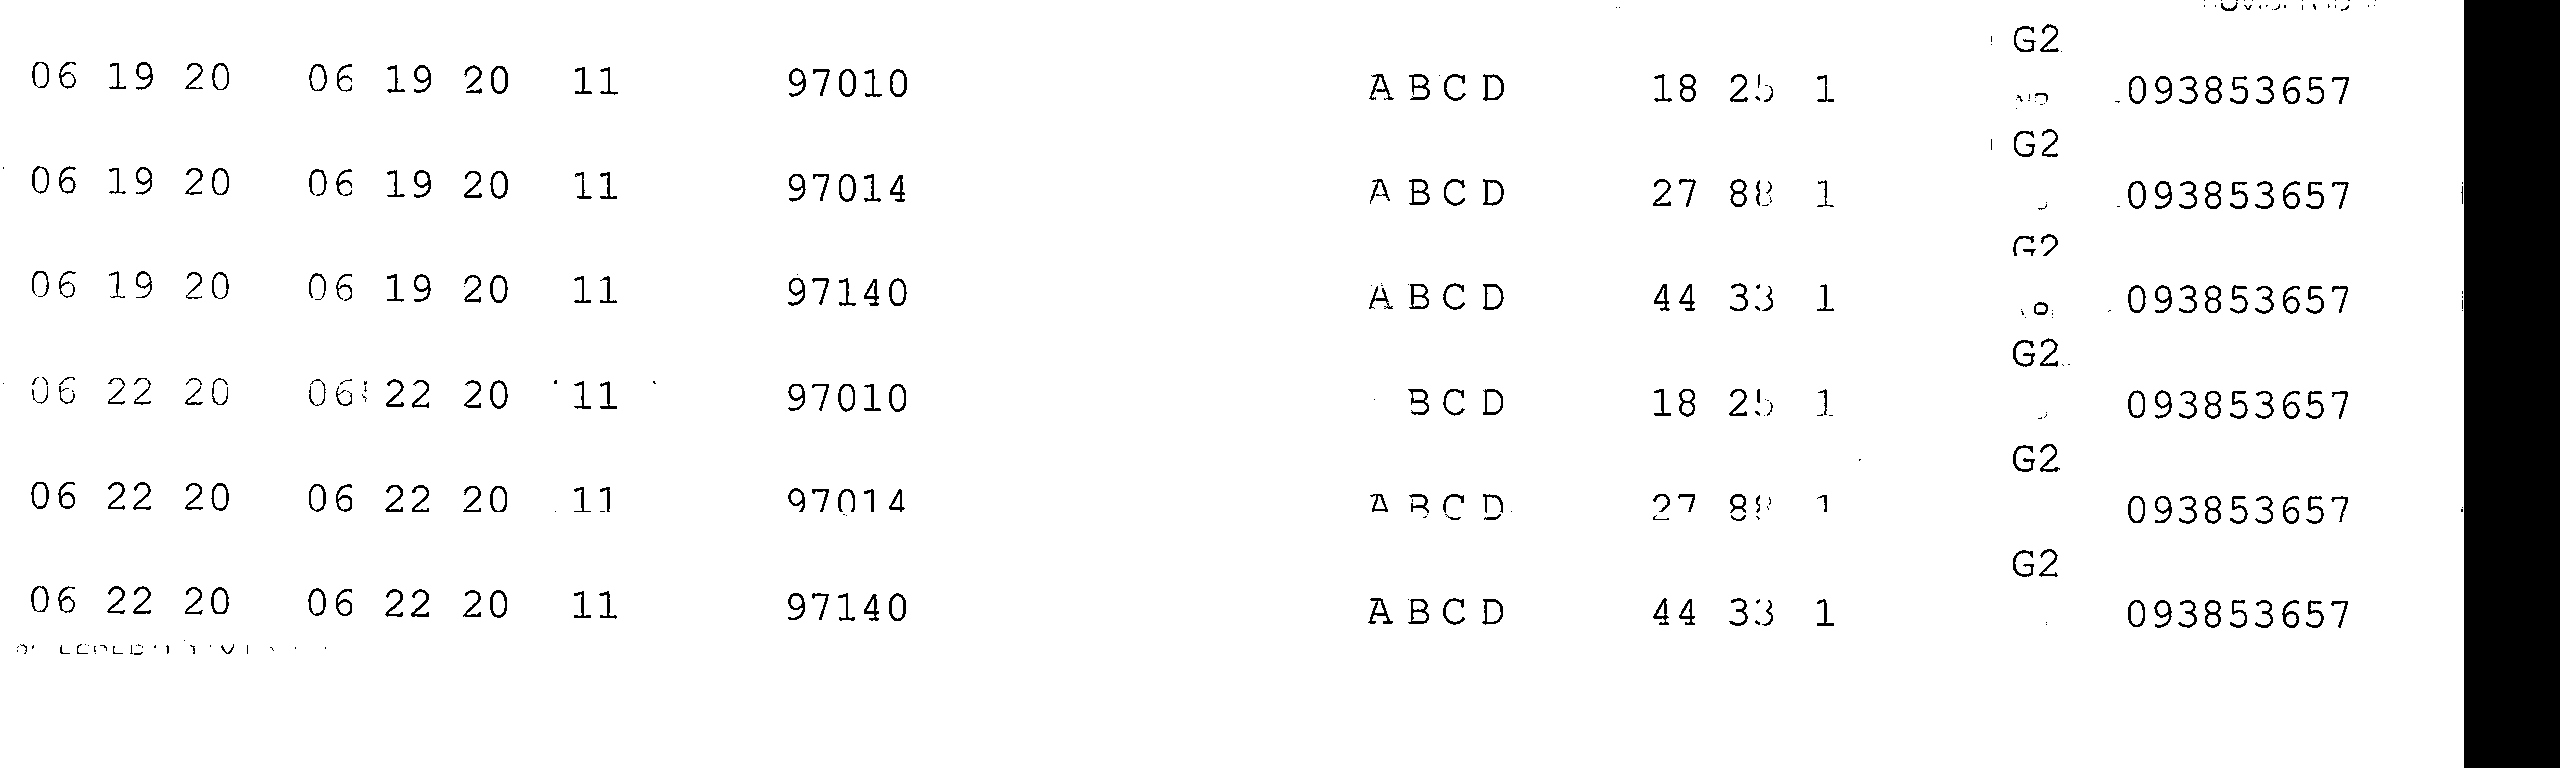 G2
06 19 20 06 19 20 11 97010 A B C D 18 25 1 093853657
G2
06 19 20 06 19 20 11 97014 A B C D 27 88 1 093853657
G2
06 19 20 06 19 20 11 97140 A B C D 44 33 1 093853657
G2
06 22 20 06 22 20 11 97010 B C D 18 25 1 093853657
G2
06 22 20 06 22 20 11 97014 A B C D 27 88 1 093853657
G2
06 22 20 06 22 20 11 97140 A B C D 44 33 1 093853657